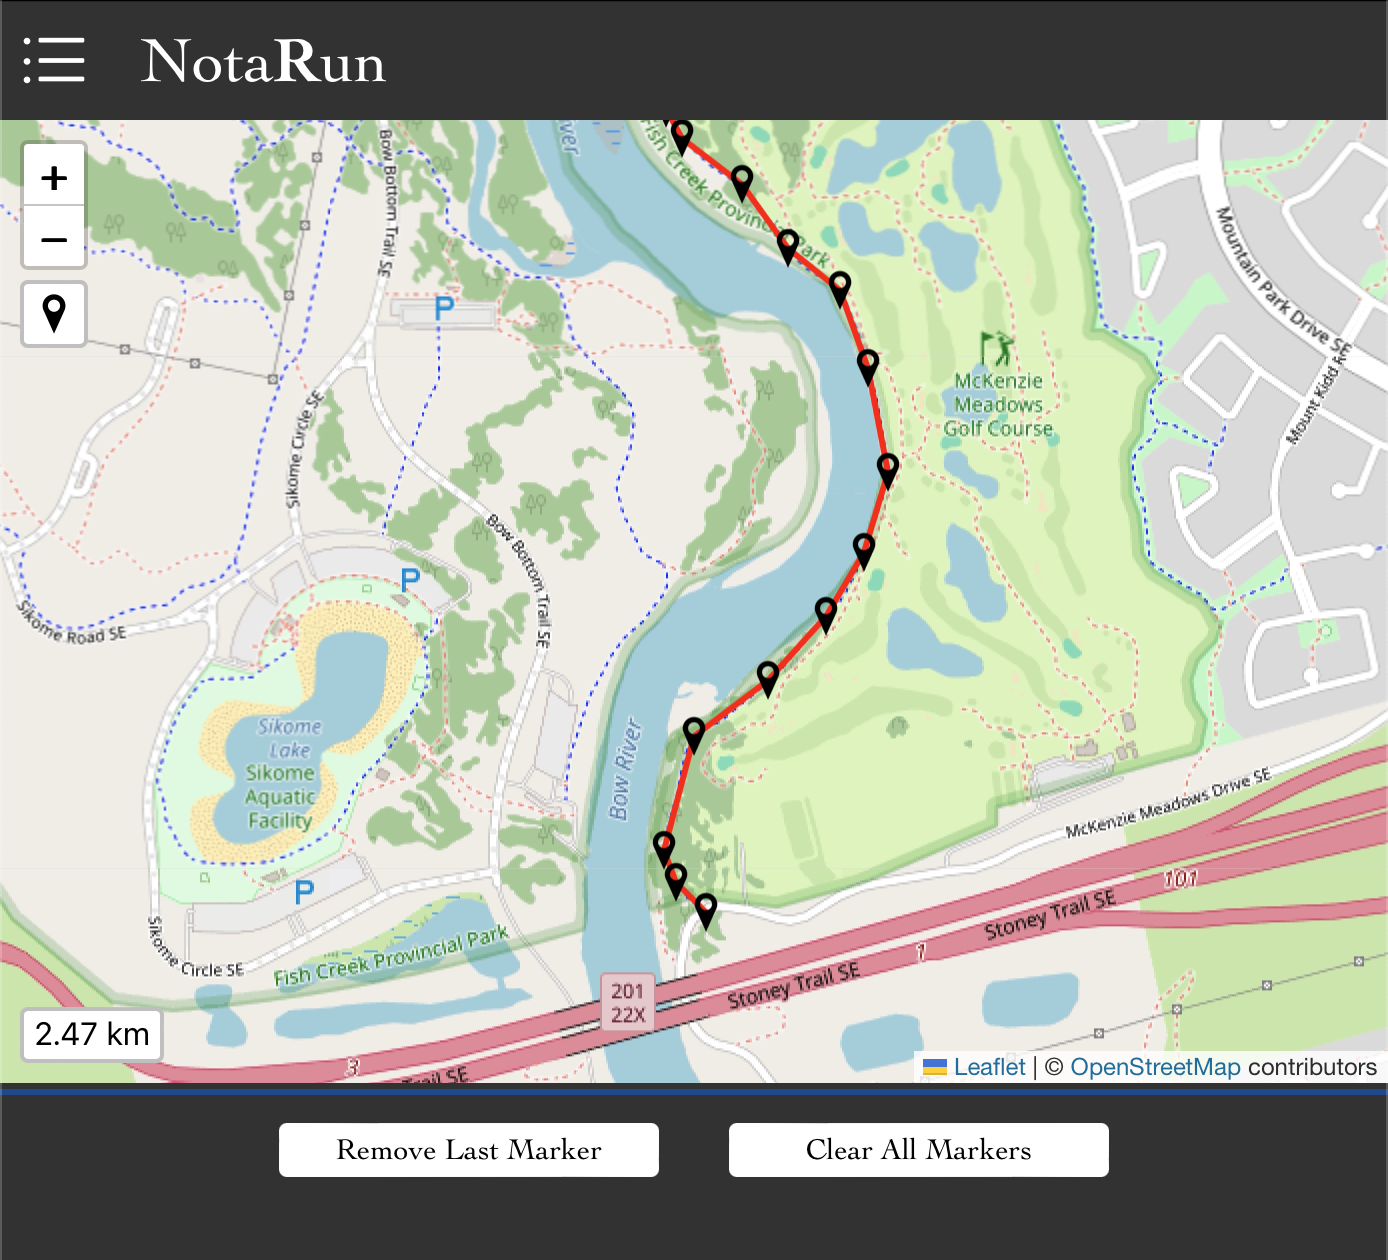 NotaRun
+
−
Bow Bottom Trail SE
Fish Creek Provincial Park
Mountain Park Drive SE
P
Mount Kidd
McKenzie
Meadows
Golf Course
Sikome Circle SE
Bow Bottom Trail SE
P
Sikome Road SE
Sikome
Lake
Sikome
Aquatic
Facility
Bow River
McKenzie Meadows Drive SE
P
101
Stoney Trail SE
Sikome Circle SE
Fish Creek Provincial Park
1
Stoney Trail SE
201
22X
2.47 km
3
Trail SE
Leaflet | © OpenStreetMap contributors
Remove Last Marker
Clear All Markers